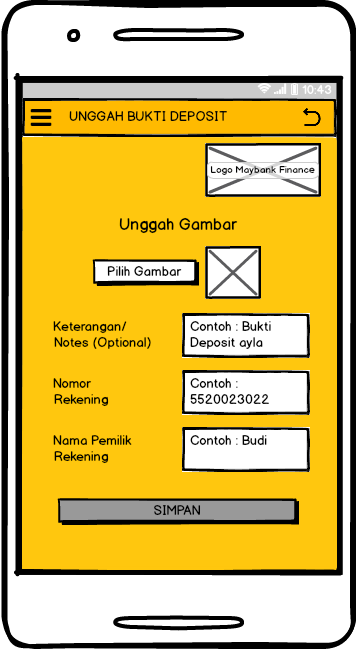 10:43
UNGGAH BUKTI DEPOSIT
Logo Maybank Finance
Unggah Gambar
Pilih Gambar
Keterangan/
Notes (Optional)
Contoh : Bukti
Deposit ayla
Nomor
Rekening
Contoh :
5520023022
Nama Pemilik
Rekening
Contoh : Budi
SIMPAN